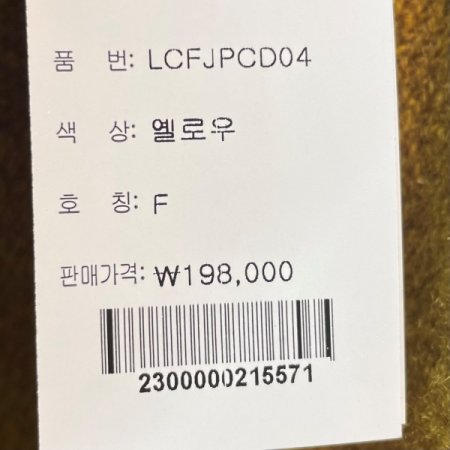 품 번: LCFJPCD04
색 상: 옐로우
호 칭: F
판매가격: ₩198,000
2300000215571